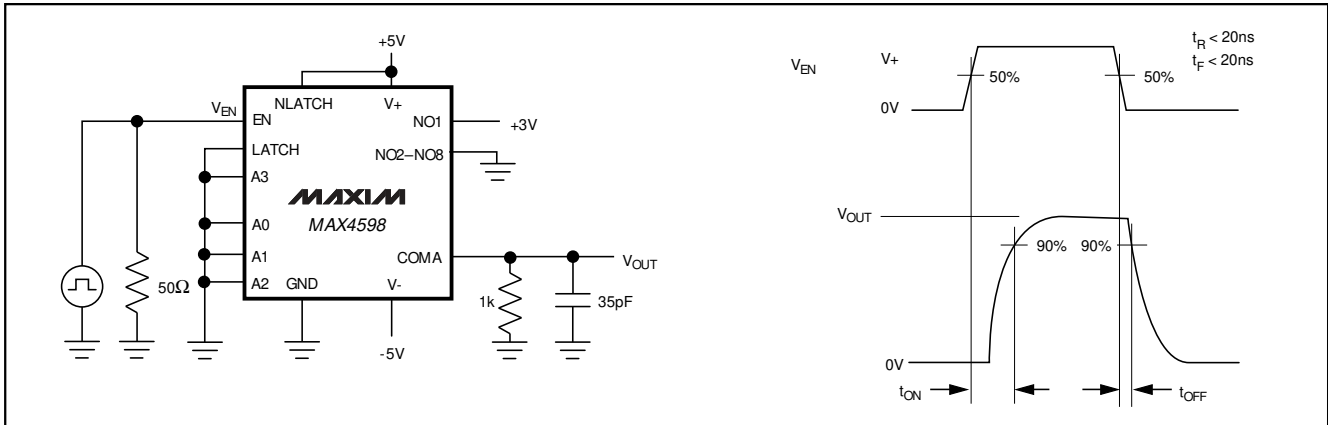 +5V
NLATCH
V+
V_EN
EN
NO1
+3V
LATCH
NO2–NO8
A3
MAXIM
MAX4598
A0
A1
COMA
V_OUT
A2
GND
V-
50Ω
1k
35pF
-5V
V_EN
V+
50%
50%
t_R < 20ns
t_F < 20ns
0V
V_OUT
90%
90%
0V
t_ON
t_OFF